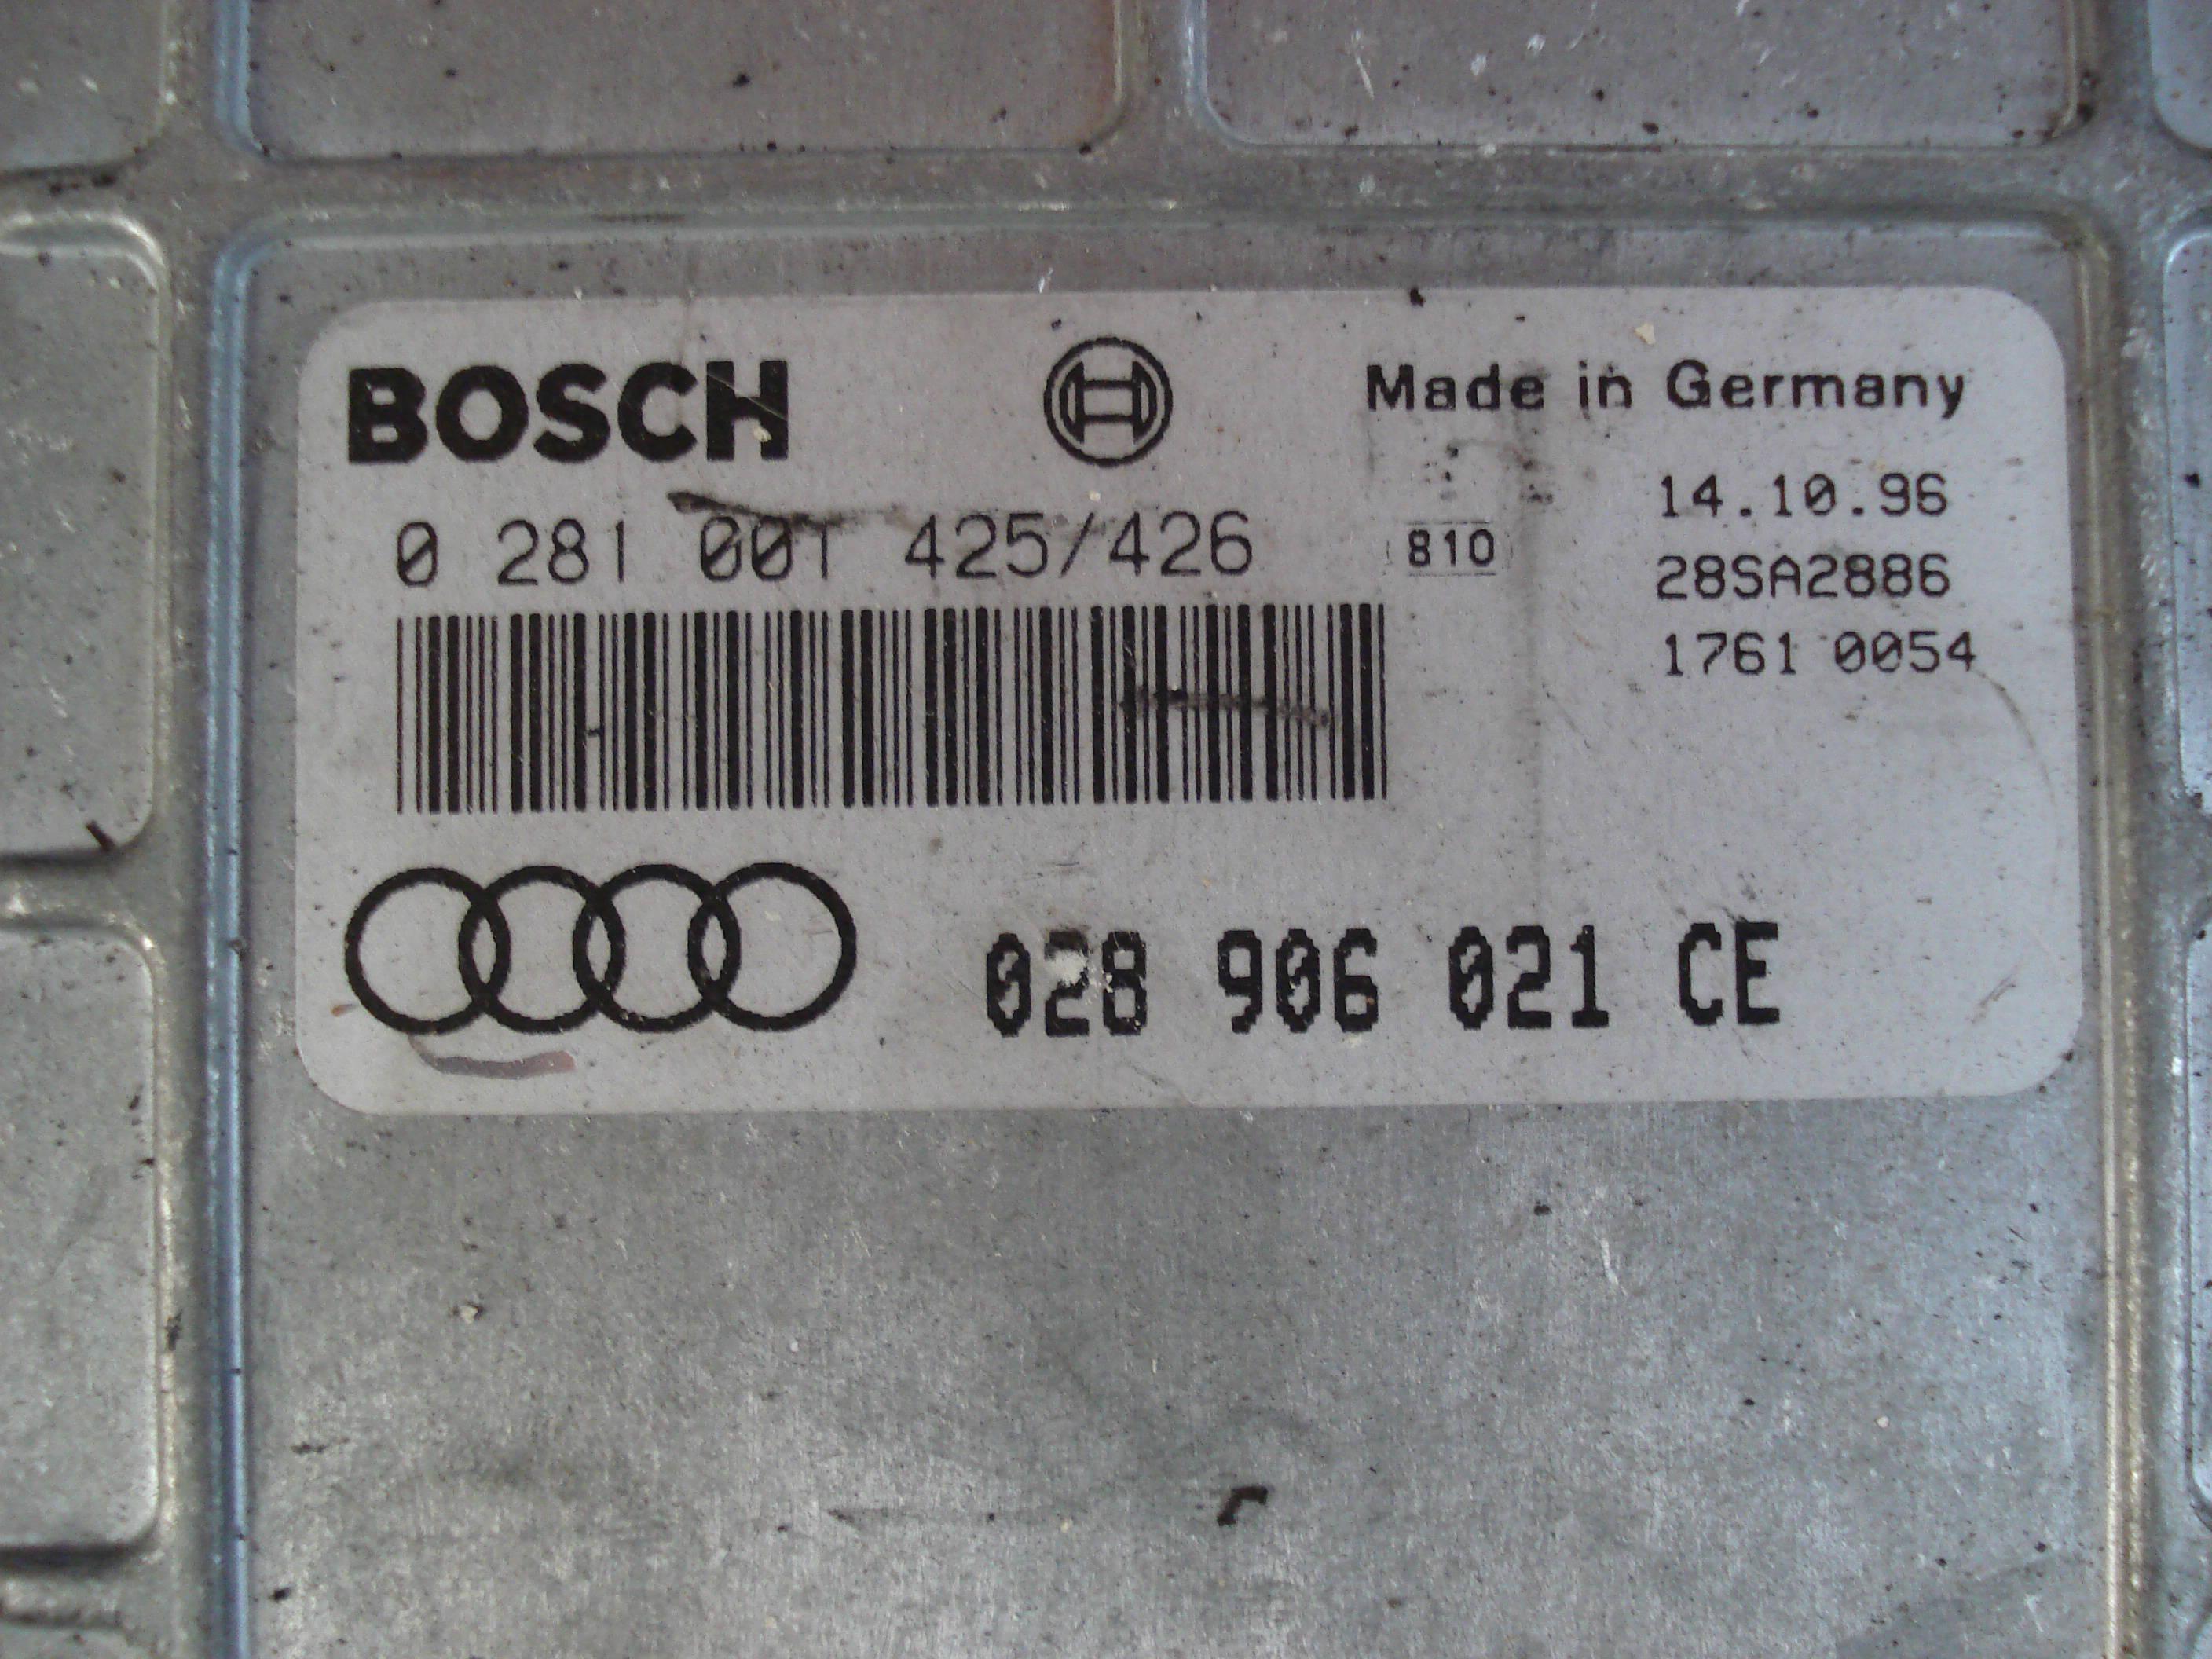 BOSCH Made in Germany
14.10.96
0 281 001 425/426 810 28SA2886
1761 0054
028 906 021 CE